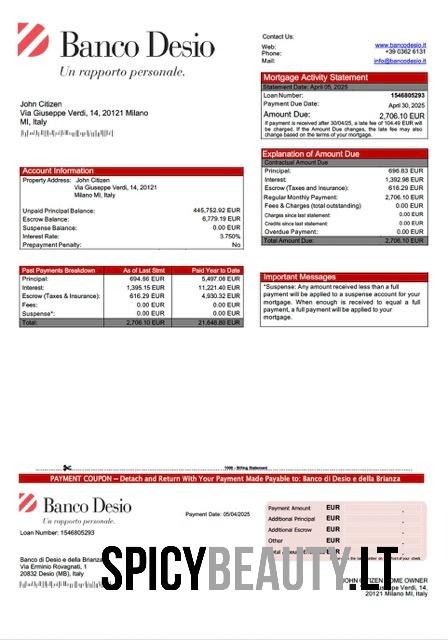 Banco Desio
Un rapporto personale.
Contact Us:
Web: www.bancodesio.it
Phone: +39 0362 6131
Mail: info@bancodesio.it
Mortgage Activity Statement
Statement Date: April 05, 2025
Loan Number: 1546805293
Payment Due Date: April 30, 2025
Amount Due: 2,706.10 EUR
If payment is received after 30/04/25, a late fee of 104.49 EUR will be charged. If the Amount Due changes, the late fee may also change based on the terms of your mortgage.
John Citizen
Via Giuseppe Verdi, 14, 20121 Milano
MI, Italy
Explanation of Amount Due
Contractual Amount Due
Principal: 696.83 EUR
Interest: 1,392.98 EUR
Escrow (Taxes and Insurance): 616.29 EUR
Regular Monthly Payment: 2,706.10 EUR
Fees & Charges (total outstanding) 0.00 EUR
Charges since last statement: 0.00 EUR
Credits since last statement: 0.00 EUR
Overdue Payment: 0.00 EUR
Total Amount Due: 2,706.10 EUR
Account Information
Property Address: John Citizen
Via Giuseppe Verdi, 14, 20121
Milano MI, Italy
Unpaid Principal Balance: 445,752.92 EUR
Escrow Balance: 6,779.19 EUR
Suspense Balance: 0.00 EUR
Interest Rate: 3.750%
Prepayment Penalty: No
Past Payments Breakdown As of Last Stmt Paid Year to Date
Principal: 694.66 EUR 5,497.06 EUR
Interest: 1,395.15 EUR 11,221.40 EUR
Escrow (Taxes & Insurance): 616.29 EUR 4,930.32 EUR
Fees: 0.00 EUR 0.00 EUR
Suspense*: 0.00 EUR 0.00 EUR
Total: 2,706.10 EUR 21,648.80 EUR
Important Messages
*Suspense: Any amount received less than a full
payment will be applied to a suspense account for your
mortgage. When enough is received to equal a full
payment, a full payment will be applied to your
mortgage.
PAYMENT COUPON – Detach and Return With Your Payment Made Payable to: Banco di Desio e della Brianza
Banco Desio
Un rapporto personale.
Loan Number: 1546805293
Payment Date: 05/04/2025
Payment Amount EUR
Additional Principal EUR
Additional Escrow EUR
Other EUR
Banco di Desio e della Brianza
Via Erminio Rovagnati, 1
20832 Desio (MB), Italy
SPICYBEAUTY.LT
JOHN CITIZEN HOME OWNER
20121 Milano MI, Italy